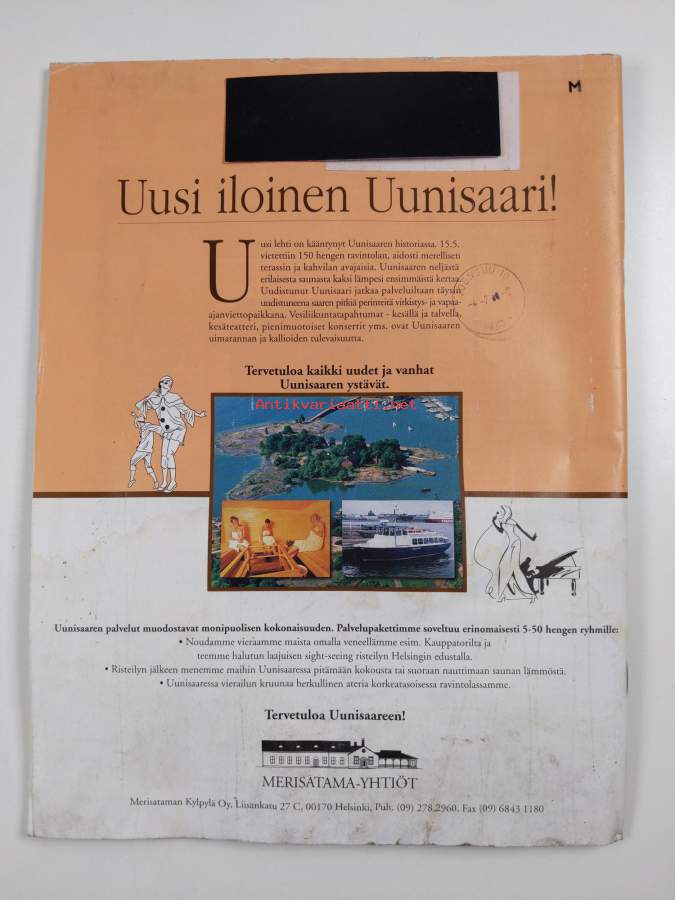 M
Uusi iloinen Uunisaari!
Uusi lehti on kääntynyt Uunisaaren historiassa. 15.5.
vietettiin 150 hengen ravintolan, aidosti merellisen
terassin ja kahvilan avajaisia. Uunisaaren neljästä
erilaisesta saunasta kaksi lämpesi ensimmäistä kertaa.
Uudistunut Uunisaari jatkaa palveluiltaan täysin
uudistuneena saaren pitkiä perinteitä virkistys- ja vapaa-
ajanviettopaikkana. Vesiliikuntatapahtumat - kesällä ja talvella,
kesäteatteri, pienimuotoiset konsertit yms. ovat Uunisaaren
uimarannan ja kallioiden tulevaisuutta.
Tervetuloa kaikki uudet ja vanhat
Uunisaaren ystävät.
Antikvariaatti.net
Uunisaaren palvelut muodostavat monipuolisen kokonaisuuden. Palvelupakettimme soveltuu erinomaisesti 5-50 hengen ryhmille:
• Noudamme vieraamme maista omalla veneellämme esim. Kauppatorilta ja
teemme halutun laajuisen sight-seeing risteilyn Helsingin edustalla.
• Risteilyn jälkeen menemme maihin Uunisaaressa pitämään kokousta tai suoraan nauttimaan saunan lämmöstä.
• Uunisaaressa vierailun kruunaa herkullinen ateria korkeatasoisessa ravintolassamme.
Tervetuloa Uunisaareen!
MERISATAMA-YHTIÖT
Merisataman Kylpylä Oy, Liisankatu 27 C, 00170 Helsinki, Puh. (09) 278 2960, Fax (09) 6843 1180